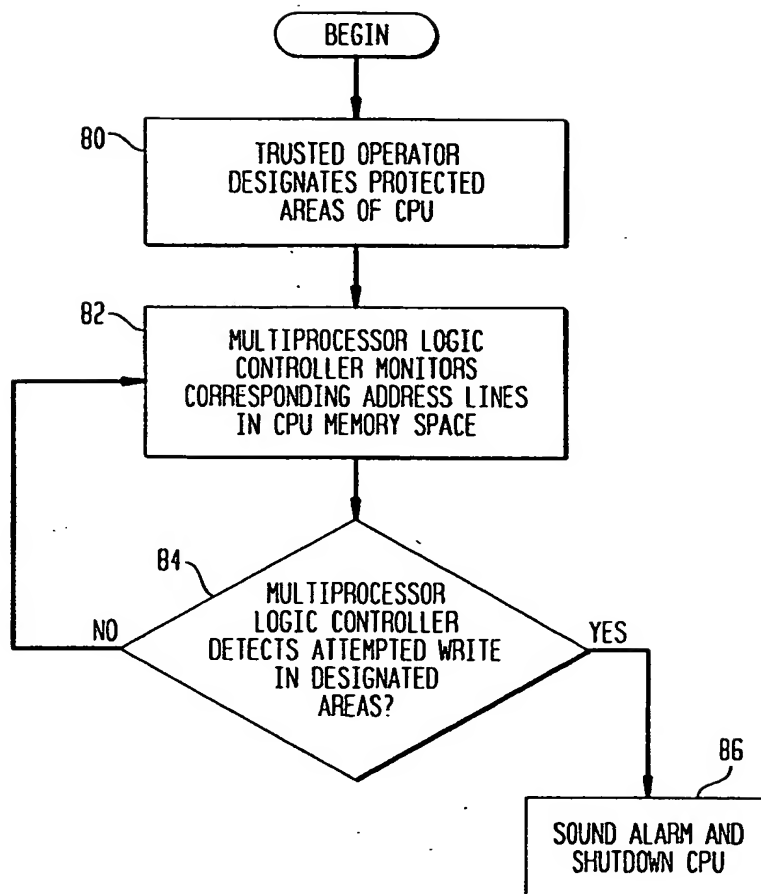 BEGIN
80
TRUSTED OPERATOR
DESIGNATES PROTECTED
AREAS OF CPU
82
MULTIPROCESSOR LOGIC
CONTROLLER MONITORS
CORRESPONDING ADDRESS LINES
IN CPU MEMORY SPACE
84
MULTIPROCESSOR
LOGIC CONTROLLER
DETECTS ATTEMPTED WRITE
IN DESIGNATED
AREAS?
NO
YES
86
SOUND ALARM AND
SHUTDOWN CPU